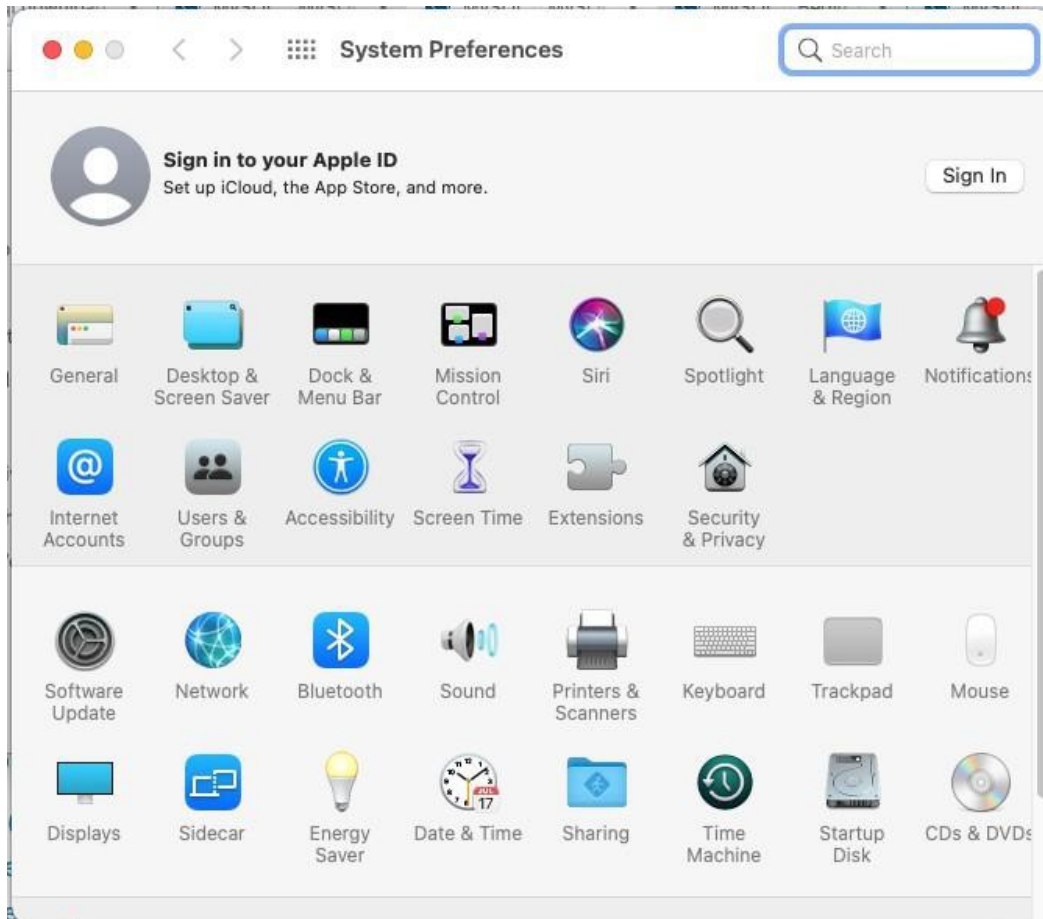 System Preferences
Search
Sign in to your Apple ID
Set up iCloud, the App Store, and more.
Sign In
General
Desktop &
Screen Saver
Dock &
Menu Bar
Mission
Control
Siri
Spotlight
Language
& Region
Notifications
@
Internet
Accounts
Users &
Groups
Accessibility
Screen Time
Extensions
Security
& Privacy
Software
Update
Network
Bluetooth
Sound
Printers &
Scanners
Keyboard
Trackpad
Mouse
Displays
Sidecar
Energy
Saver
JUL
17
Date & Time
Sharing
Time
Machine
Startup
Disk
CDs & DVDs